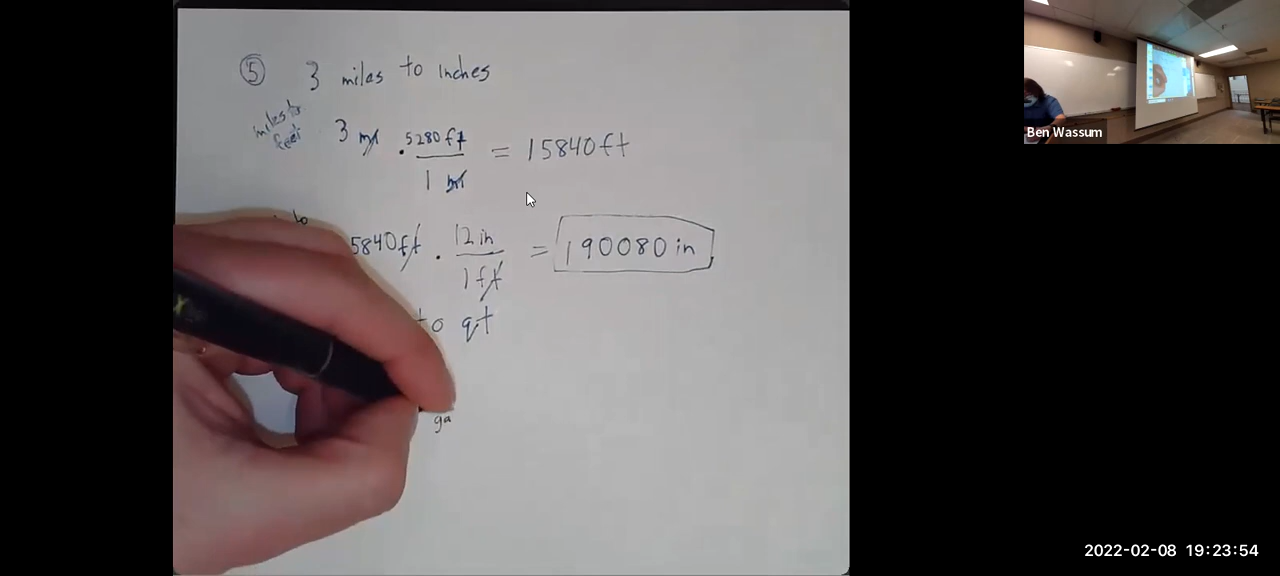 ⑤ 3 miles to inches
miles to
feet
3 mi · 5280 ft / 1 mi = 15840 ft
to
5840 ft · 12 in / 1 ft = 190080 in
to qt
ga
Ben Wassum
2022-02-08 19:23:54